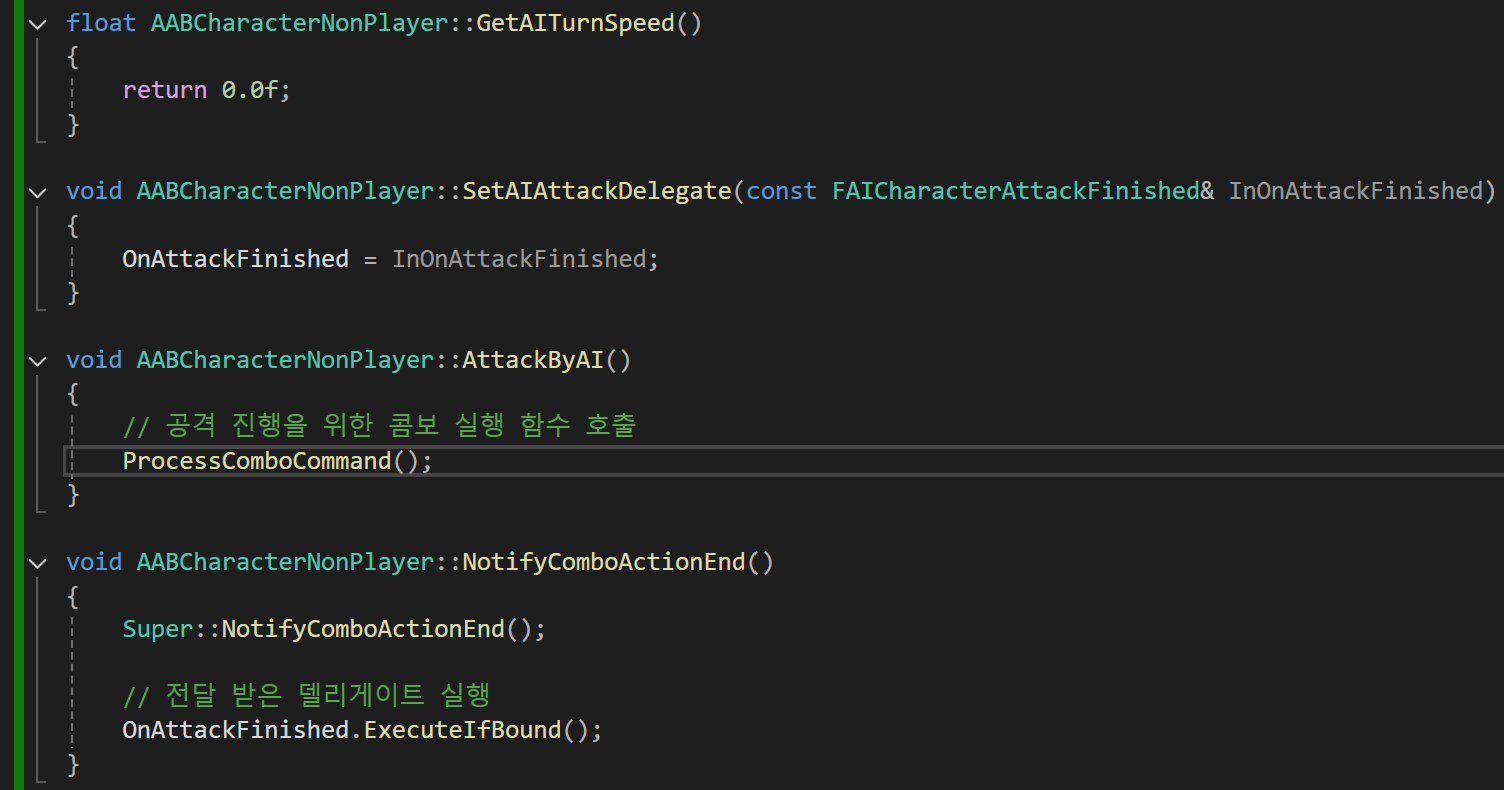 float AABCharacterNonPlayer::GetAITurnSpeed()
{
    return 0.0f;
}

void AABCharacterNonPlayer::SetAIAttackDelegate(const FAICharacterAttackFinished& InOnAttackFinished)
{
    OnAttackFinished = InOnAttackFinished;
}

void AABCharacterNonPlayer::AttackByAI()
{
    // 공격 진행을 위한 콤보 실행 함수 호출
    ProcessComboCommand();
}

void AABCharacterNonPlayer::NotifyComboActionEnd()
{
    Super::NotifyComboActionEnd();

    // 전달 받은 델리게이트 실행
    OnAttackFinished.ExecuteIfBound();
}